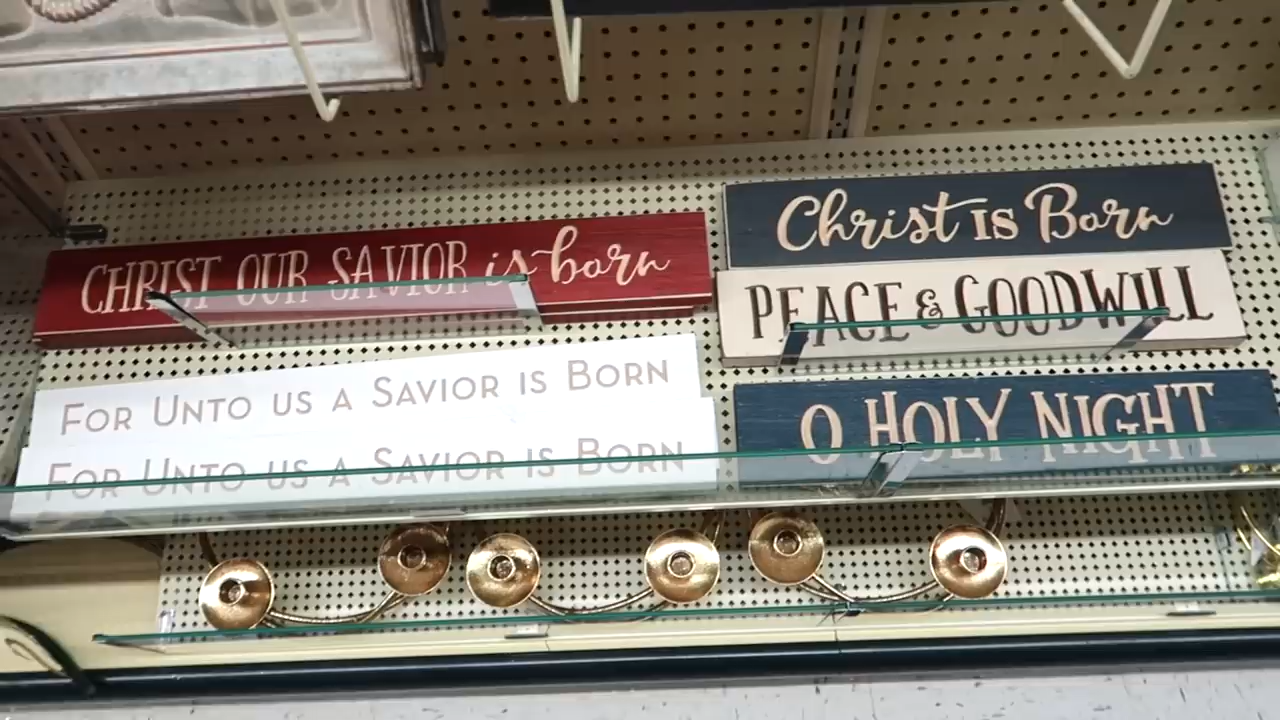 CHRIST OUR SAVIOR is born
FOR UNTO US A SAVIOR IS BORN
FOR UNTO US A SAVIOR IS BORN
Christ IS Born
PEACE & GOODWILL
O HOLY NIGHT